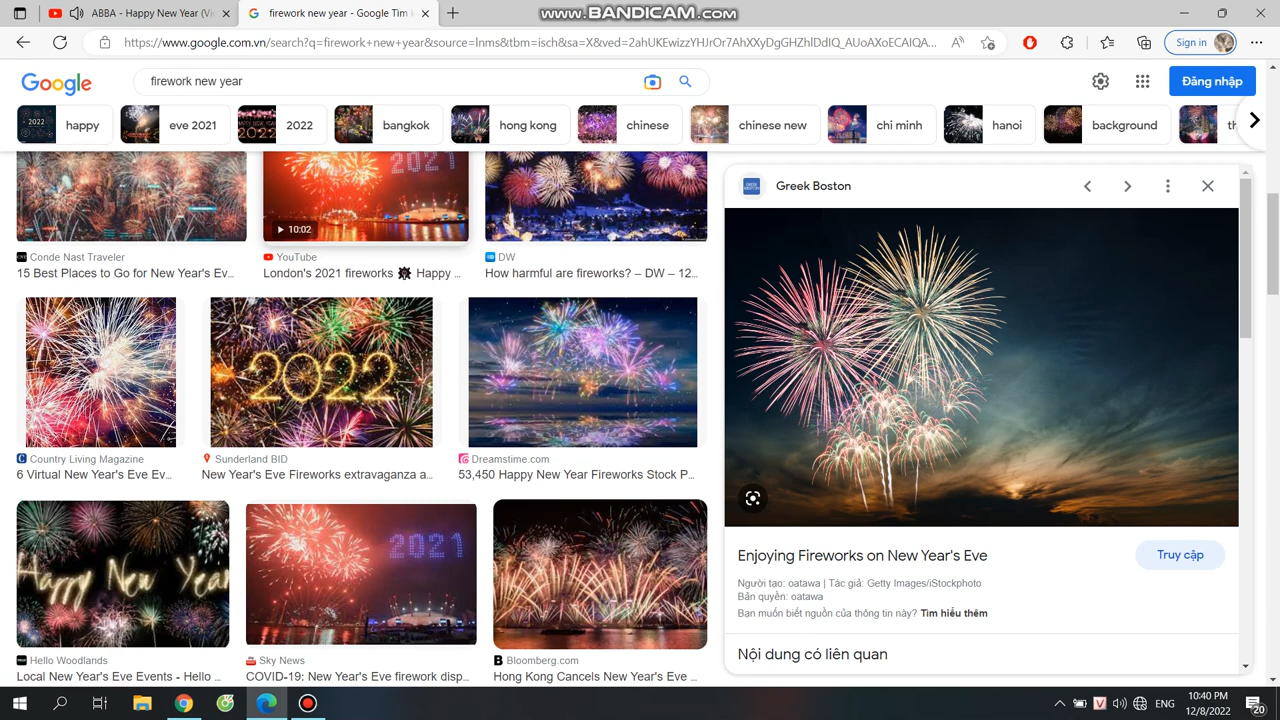 ABBA - Happy New Year (Vi
firework new year - Google Tìm k
www.BANDICAM.com
https://www.google.com.vn/search?q=firework+new+year&source=lnms&tbm=isch&sa=X&ved=2ahUKEwizzYHJrOr7AhXXyDgGHZhlDdIQ_AUoAXoECAIQA...
Sign in
Google
firework new year
Đăng nhập
happy
eve 2021
2022
bangkok
hong kong
chinese
chinese new
chi minh
hanoi
background
th
2021
10:02
Conde Nast Traveler
YouTube
DW
15 Best Places to Go for New Year's Ev...
London's 2021 fireworks 🎆 Happy ...
How harmful are fireworks? – DW – 12...
2022
Country Living Magazine
Sunderland BID
Dreamstime.com
6 Virtual New Year's Eve Ev...
New Year's Eve Fireworks extravaganza a...
53,450 Happy New Year Fireworks Stock P...
Happy New Year
2021
Hello Woodlands
Sky News
Bloomberg.com
Local New Year's Eve Events - Hello ...
COVID-19: New Year's Eve firework disp...
Hong Kong Cancels New Year's Eve ...
Greek Boston
Enjoying Fireworks on New Year's Eve
Truy cập
Người tạo: oatawa | Tác giả: Getty Images/iStockphoto
Bản quyền: oatawa
Bạn muốn biết nguồn của thông tin này? Tìm hiểu thêm
Nội dung có liên quan
ENG
10:40 PM
12/8/2022
20